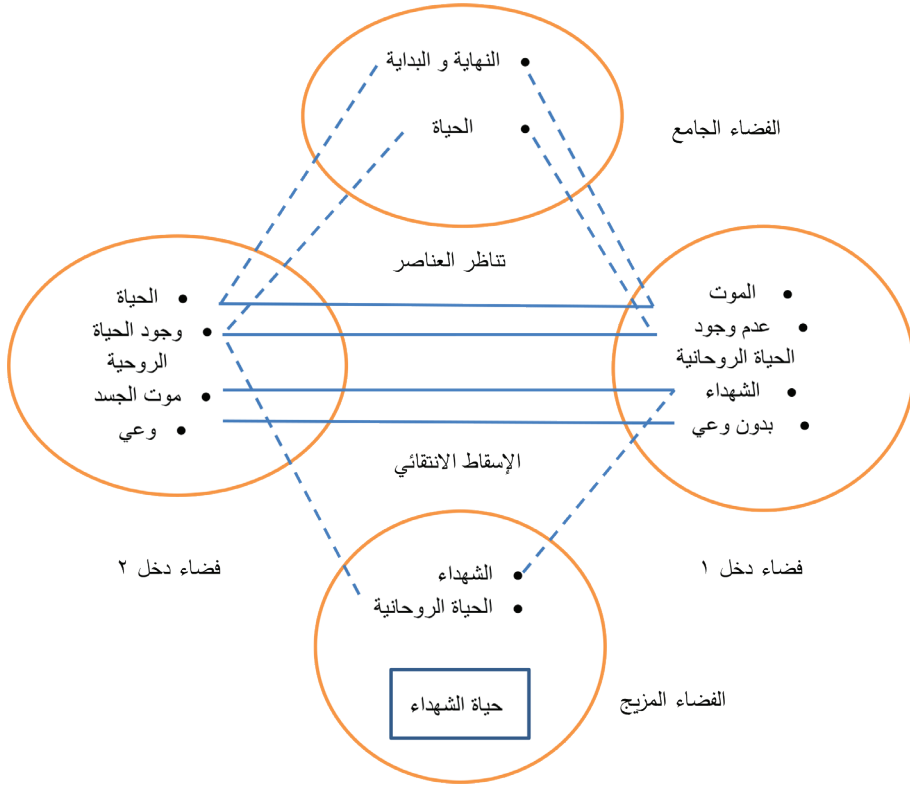 النهاية و البداية
الحياة
الفضاء الجامع
تناظر العناصر
الموت
عدم وجود
الحياة الروحانية
الشهداء
بدون وعي
الحياة
وجود الحياة
الروحية
موت الجسد
وعي
الإسقاط الانتقائي
فضاء دخل ١
فضاء دخل ٢
الشهداء
الحياة الروحانية
حياة الشهداء
الفضاء المزيج